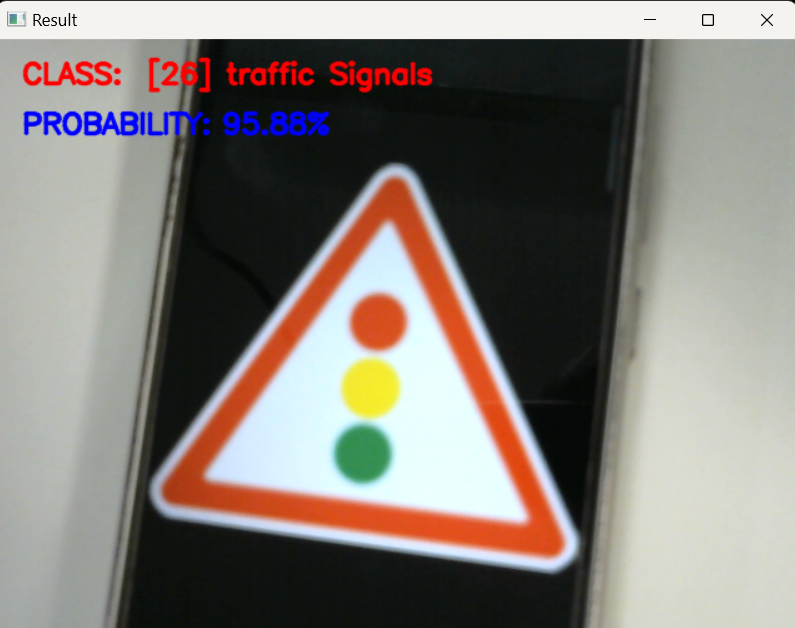 Result
CLASS: [26] traffic Signals
PROBABILITY: 95.88%